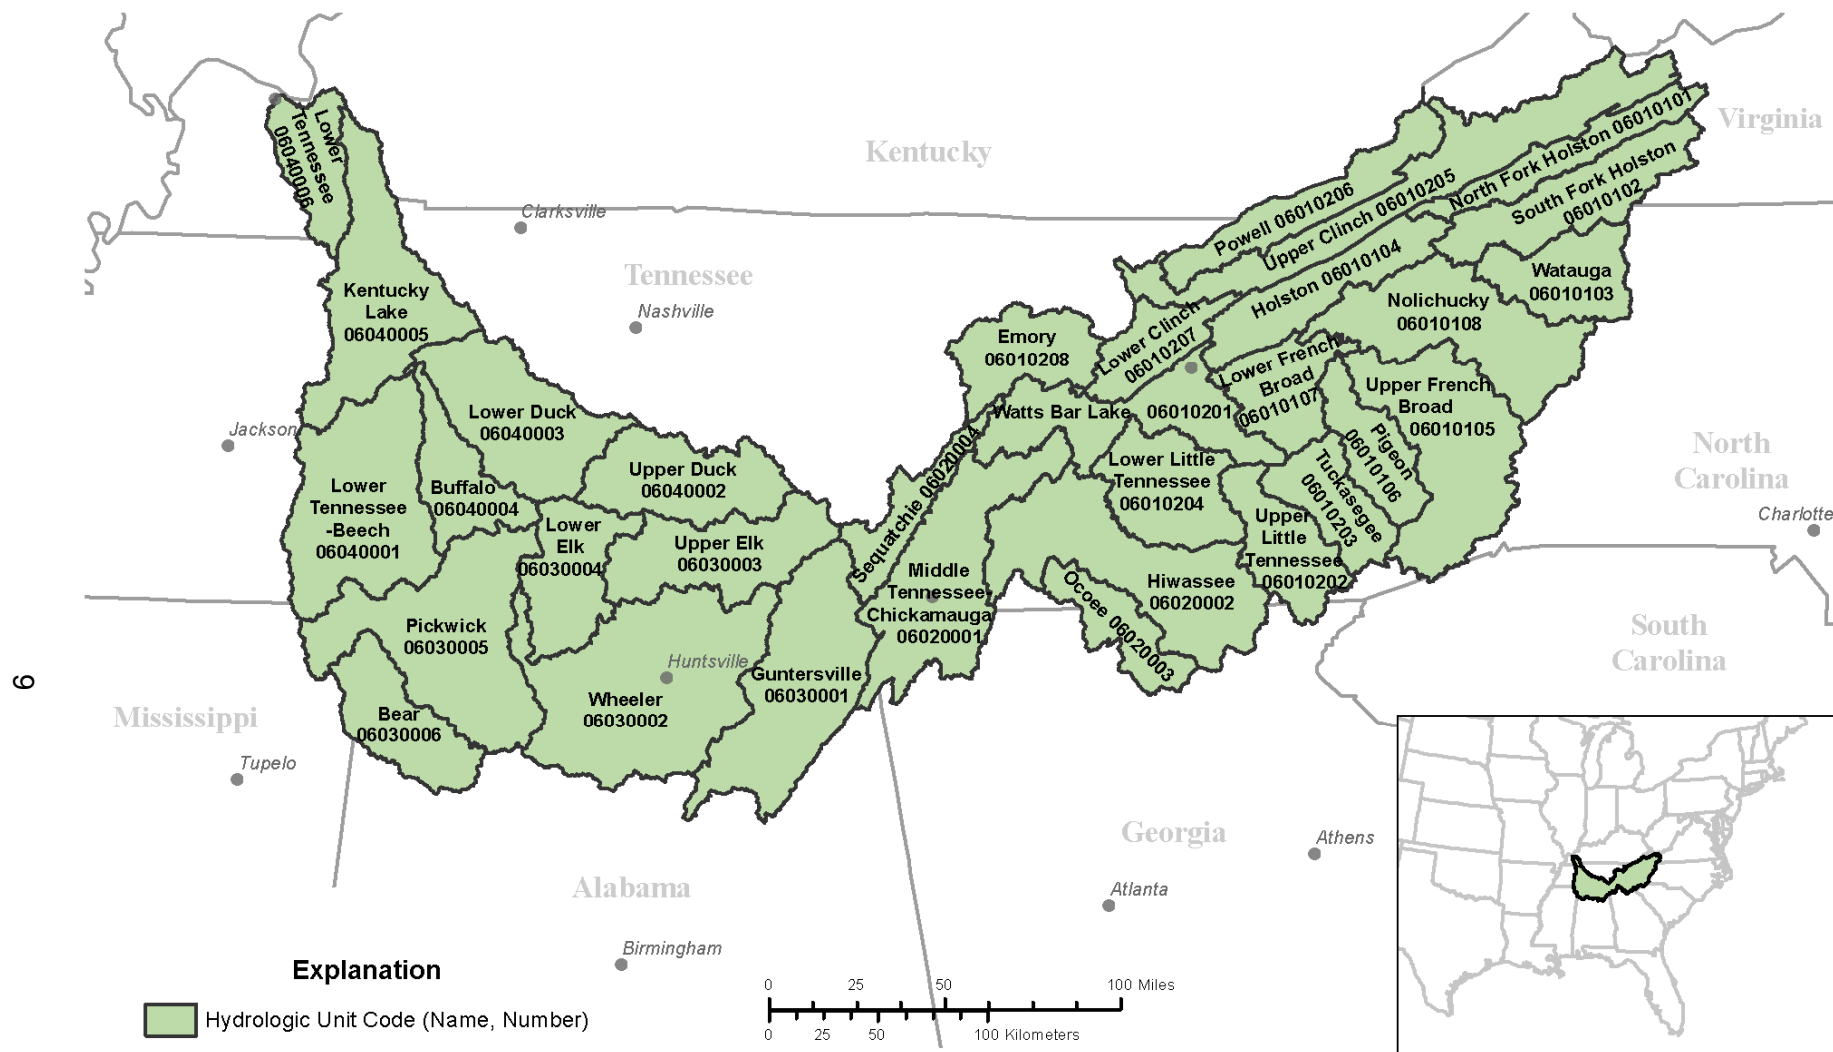 Lower
Tennessee
06040006
Kentucky
Virginia
North Fork Holston 06010101
South Fork Holston
06010102
Powell 06010206
Upper Clinch 06010205
Clarksville
Tennessee
Nashville
Kentucky
Lake
06040005
Holston 06010104
Watauga
06010103
Nolichucky
06010108
Emory
06010208
Lower Clinch
06010207
Lower French
Broad
06010107
Upper French
Broad
06010105
Pigeon
06010106
Watts Bar Lake 06010201
Jackson
Lower Duck
06040003
Upper Duck
06040002
Buffalo
06040004
Lower
Tennessee
-Beech
06040001
Lower
Elk
06030004
Upper Elk
06030003
Sequatchie 06020004
Lower Little
Tennessee
06010204
Tuckasegee
06010203
Upper
Little
Tennessee
06010202
North
Carolina
Charlotte
Middle
Tennessee-
Chickamauga
06020001
Hiwassee
06020002
Ocoee 06020003
Pickwick
06030005
South
Carolina
Huntsville
Guntersville
06030001
Wheeler
06030002
Bear
06030006
Mississippi
Tupelo
9
Georgia
Athens
Atlanta
Alabama
Birmingham
Explanation
Hydrologic Unit Code (Name, Number)
0 25 50 100 Miles
0 25 50 100 Kilometers